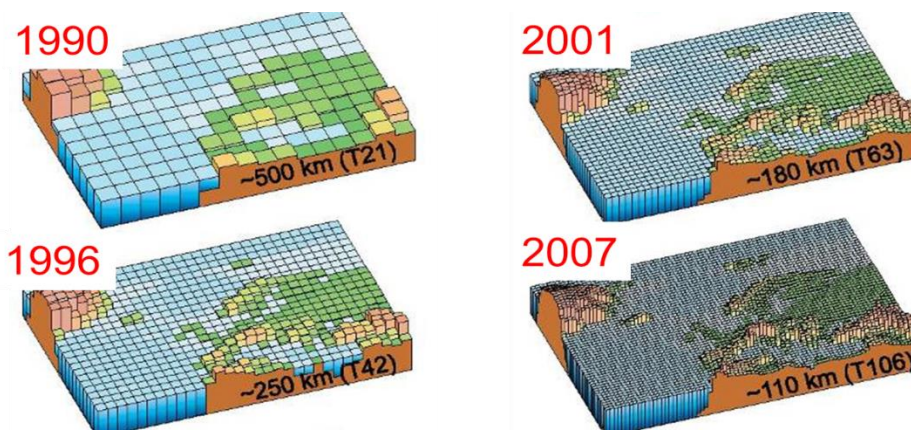 1990
~500 km (T21)
1996
~250 km (T42)
2001
~180 km (T63)
2007
~110 km (T106)